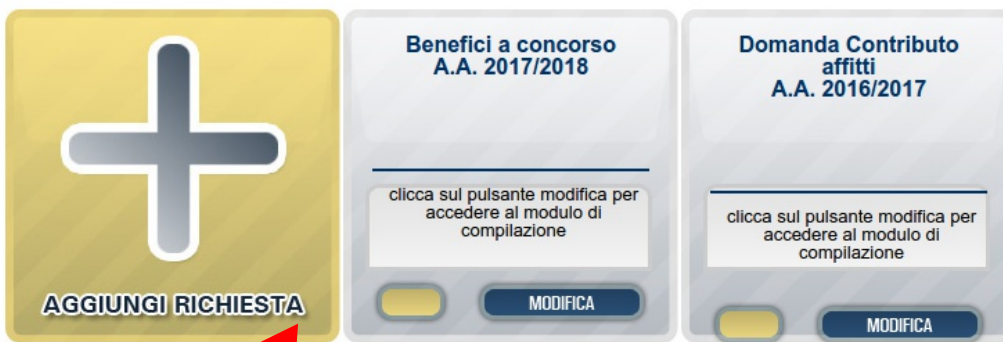 AGGIUNGI RICHIESTA
Benefici a concorso
A.A. 2017/2018
clicca sul pulsante modifica per
accedere al modulo di
compilazione
MODIFICA
Domanda Contributo
affitti
A.A. 2016/2017
clicca sul pulsante modifica per
accedere al modulo di
compilazione
MODIFICA